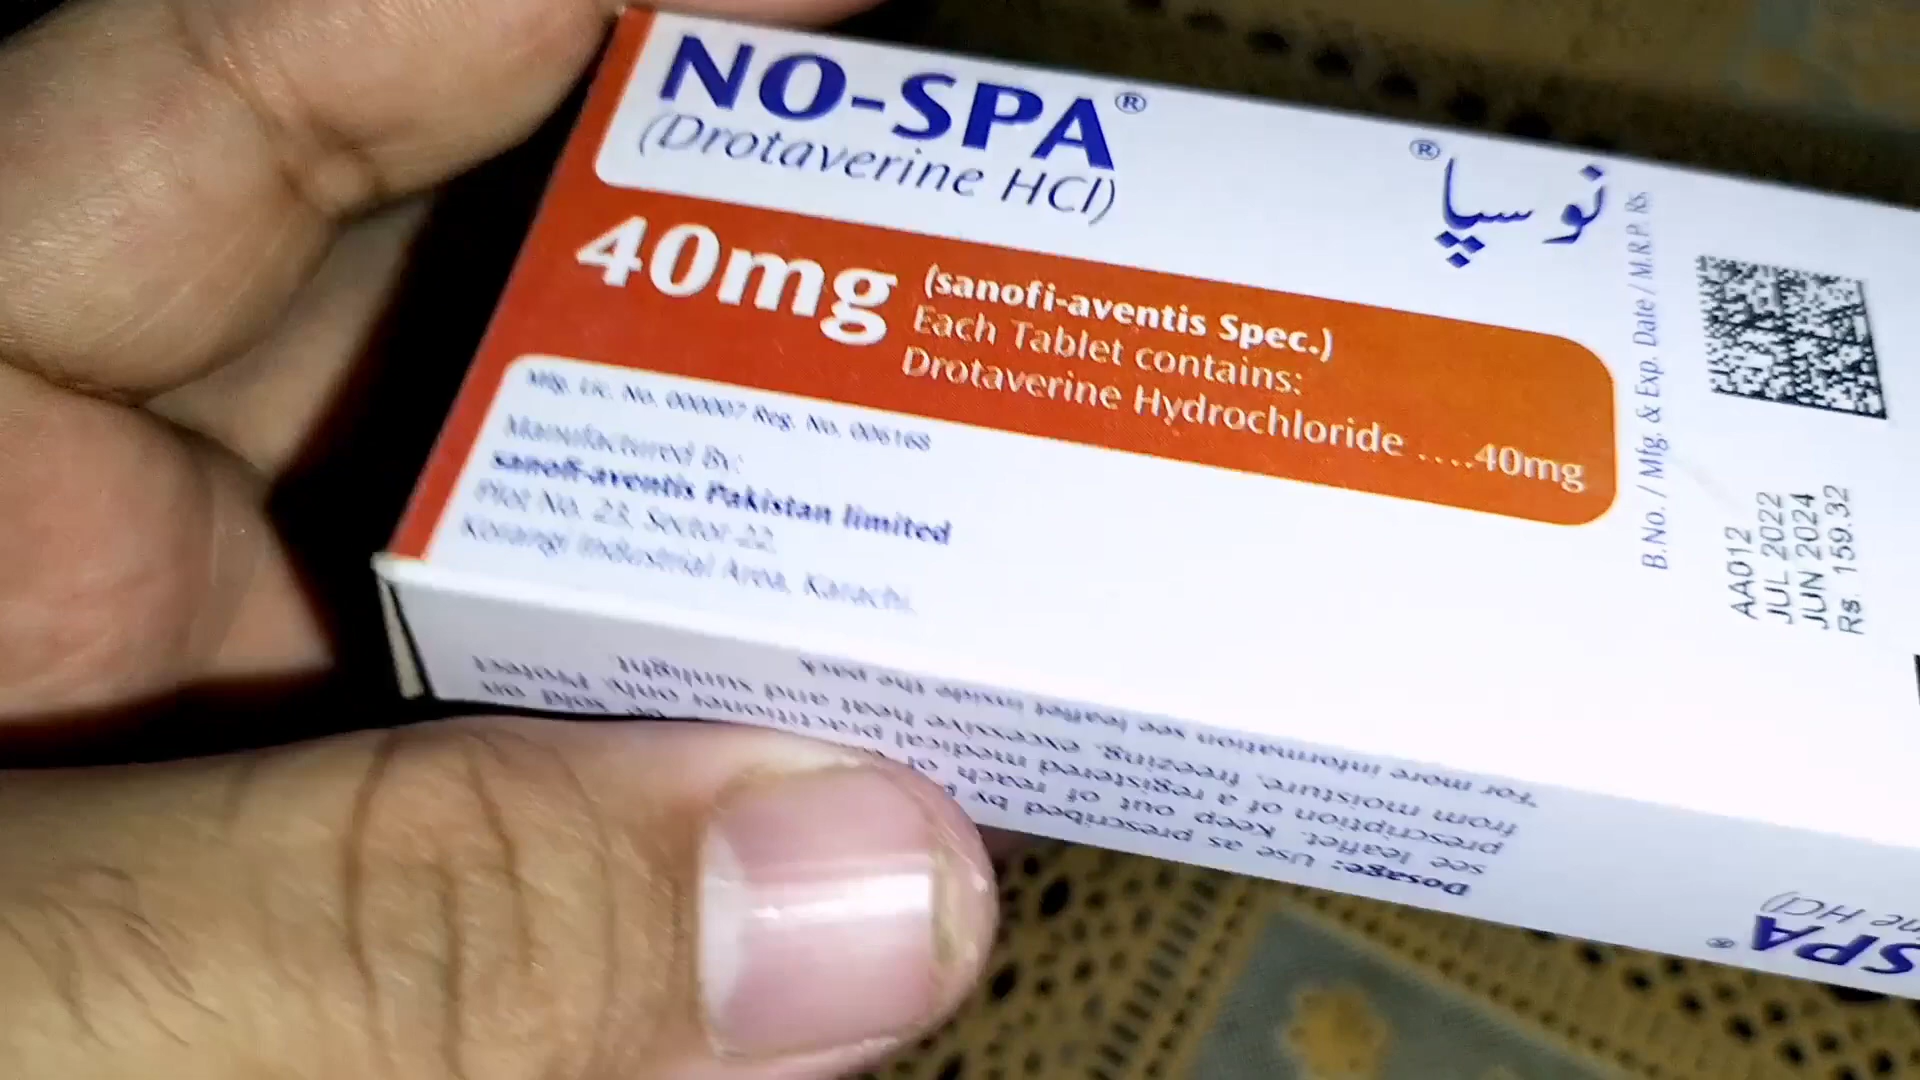 NO-SPA®
(Drotaverine HCl)
نوسپا®
40mg
(sanofi-aventis Spec.)
Each Tablet contains:
Drotaverine Hydrochloride ....40mg
Mfg. Lic. No. 000007 Reg. No. 006168
Manufactured By:
sanofi-aventis Pakistan limited
Plot No. 23, Sector-22,
Korangi Industrial Area, Karachi.
B.No. / Mfg. & Exp. Date / M.R.P. Rs.
AA012
JUL 2022
JUN 2024
Rs. 159.32
Dosage: Use as prescribed by
see leaflet. Keep out of reach of
prescription of a registered medical practitioner only. Protect
from moisture, freezing, excessive heat and sunlight.
"For more information see leaflet inside the pack
SPA®
ne HCl)